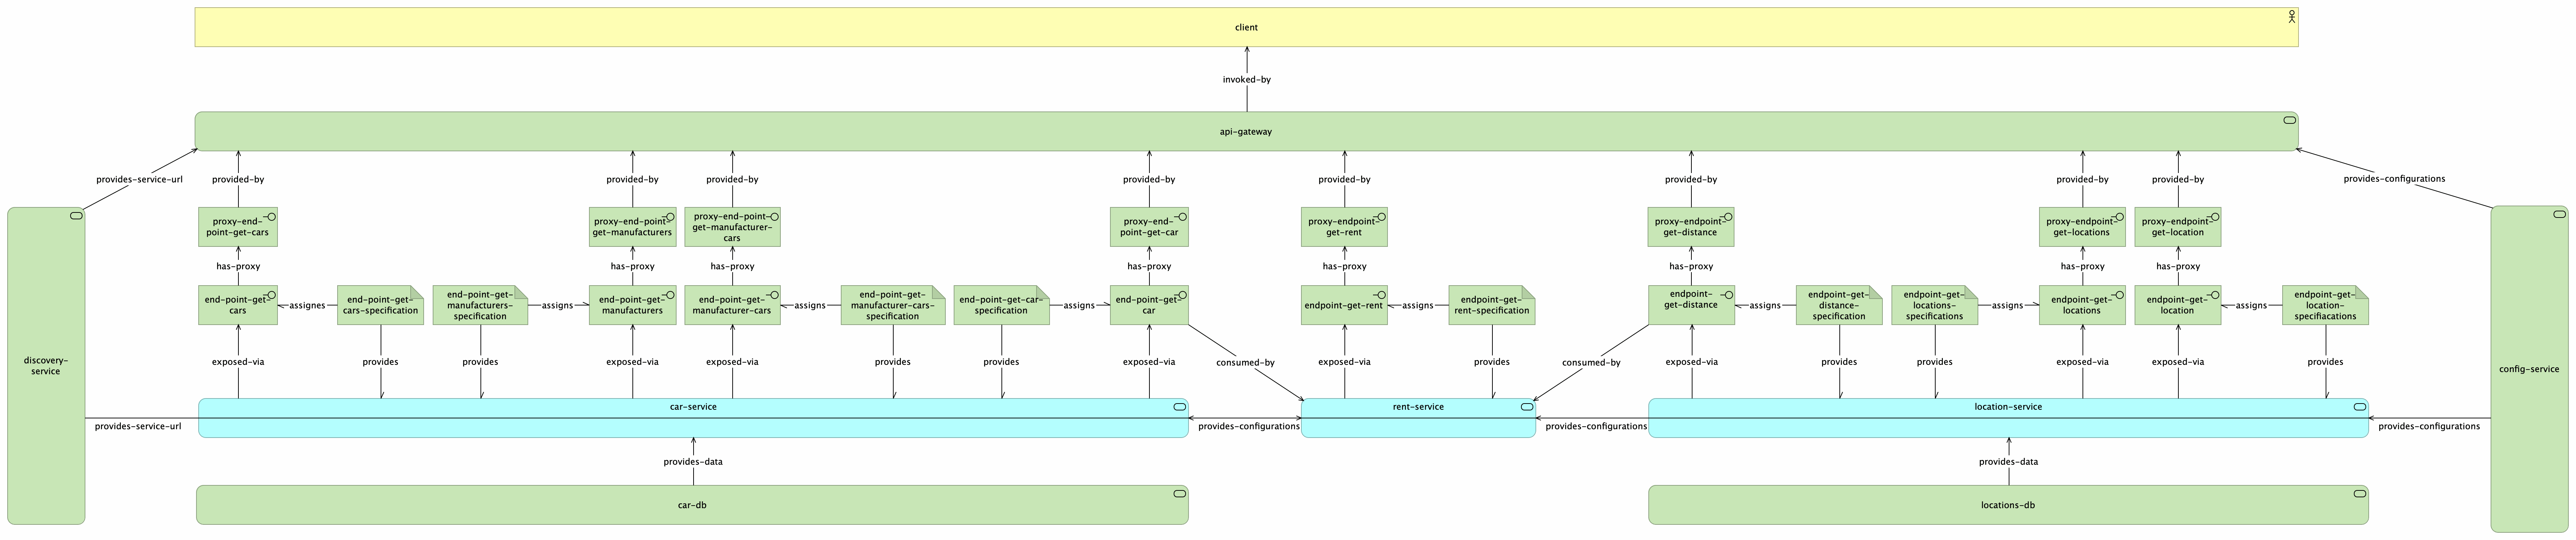 client
invoked-by
api-gateway
provides-service-url
provided-by
provided-by
provided-by
provided-by
provided-by
provided-by
provided-by
provided-by
provides-configurations
proxy-end-
point-get-cars
proxy-end-point-
get-manufacturers
proxy-end-point-
get-manufacturer-
cars
proxy-end-
point-get-car
proxy-endpoint-
get-rent
proxy-endpoint-
get-distance
proxy-endpoint-
get-locations
proxy-endpoint-
get-location
has-proxy
has-proxy
has-proxy
has-proxy
has-proxy
has-proxy
has-proxy
has-proxy
end-point-get-
cars
assignes
end-point-get-
cars-specification
end-point-get-
manufacturers-
specification
assigns
end-point-get-
manufacturers
end-point-get-
manufacturer-cars
assigns
end-point-get-
manufacturer-cars-
specification
end-point-get-car-
specification
assigns
end-point-get-
car
endpoint-get-rent
assigns
endpoint-get-
rent-specification
endpoint-
get-distance
assigns
endpoint-get-
distance-
specification
endpoint-get-
locations-
specifications
assigns
endpoint-get-
locations
endpoint-get-
location
assigns
endpoint-get-
location-
specifiacations
discovery-
service
exposed-via
provides
provides
exposed-via
exposed-via
provides
provides
exposed-via
consumed-by
exposed-via
provides
consumed-by
exposed-via
provides
provides
exposed-via
exposed-via
provides
config-service
car-service
rent-service
location-service
provides-service-url
provides-configurations
provides-configurations
provides-configurations
provides-data
provides-data
car-db
locations-db